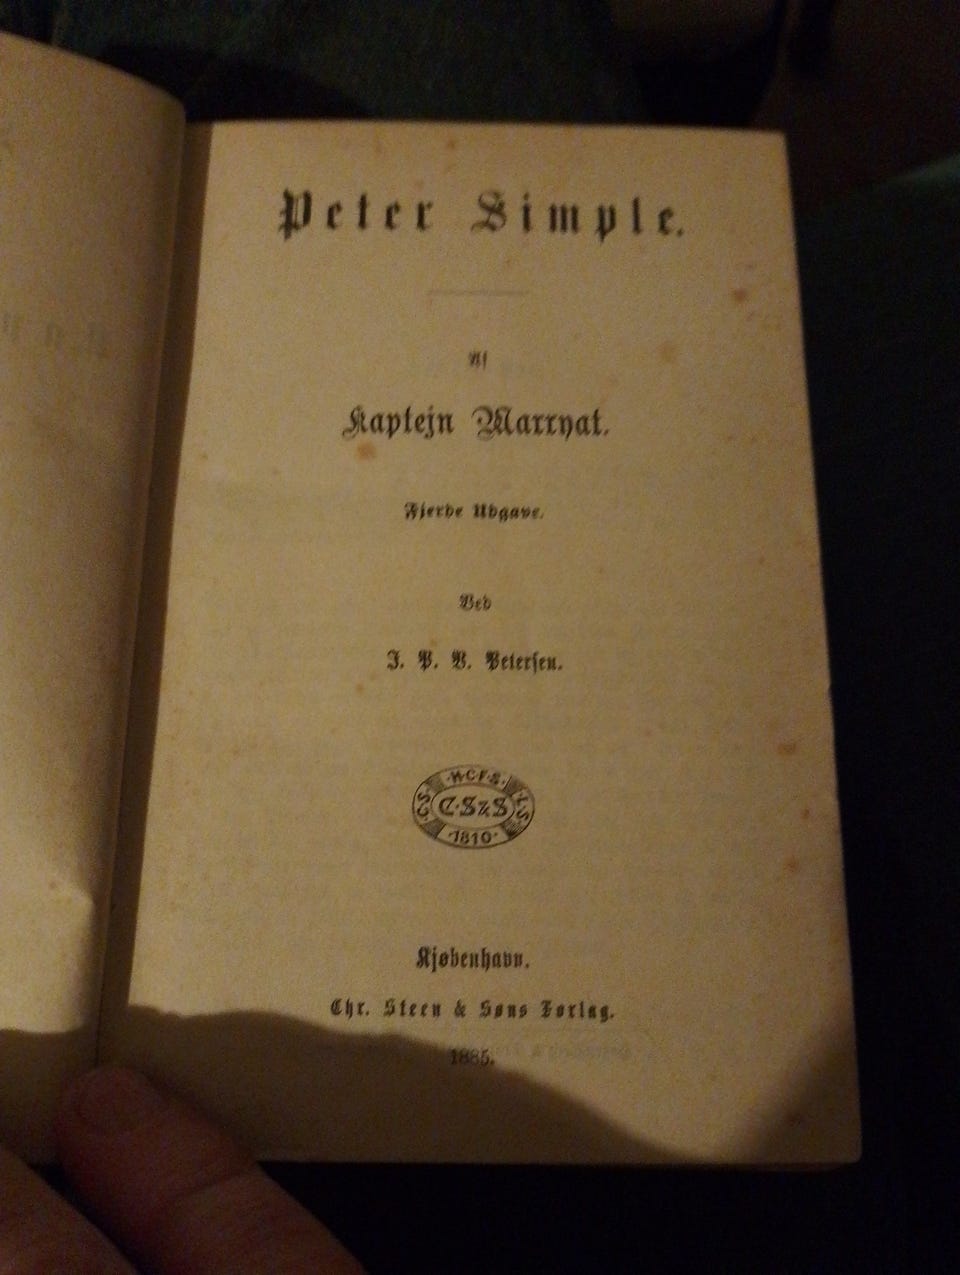 Peter Simple.
Af
Kaptejn Marryat.
Fjerde Udgave.
Ved
J. P. V. Petersen.
H.C.F.S.
C.S.
C.S&S
L.S
1810
Kjøbenhavn.
Chr. Steen & Søns Forlag.
1885.